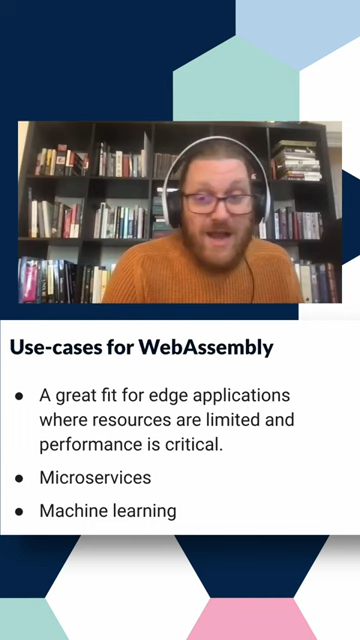 Use-cases for WebAssembly
● A great fit for edge applications
where resources are limited and
performance is critical.
● Microservices
● Machine learning